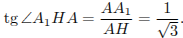 tg ∠A₁HA = AA₁/AH = 1/√3.